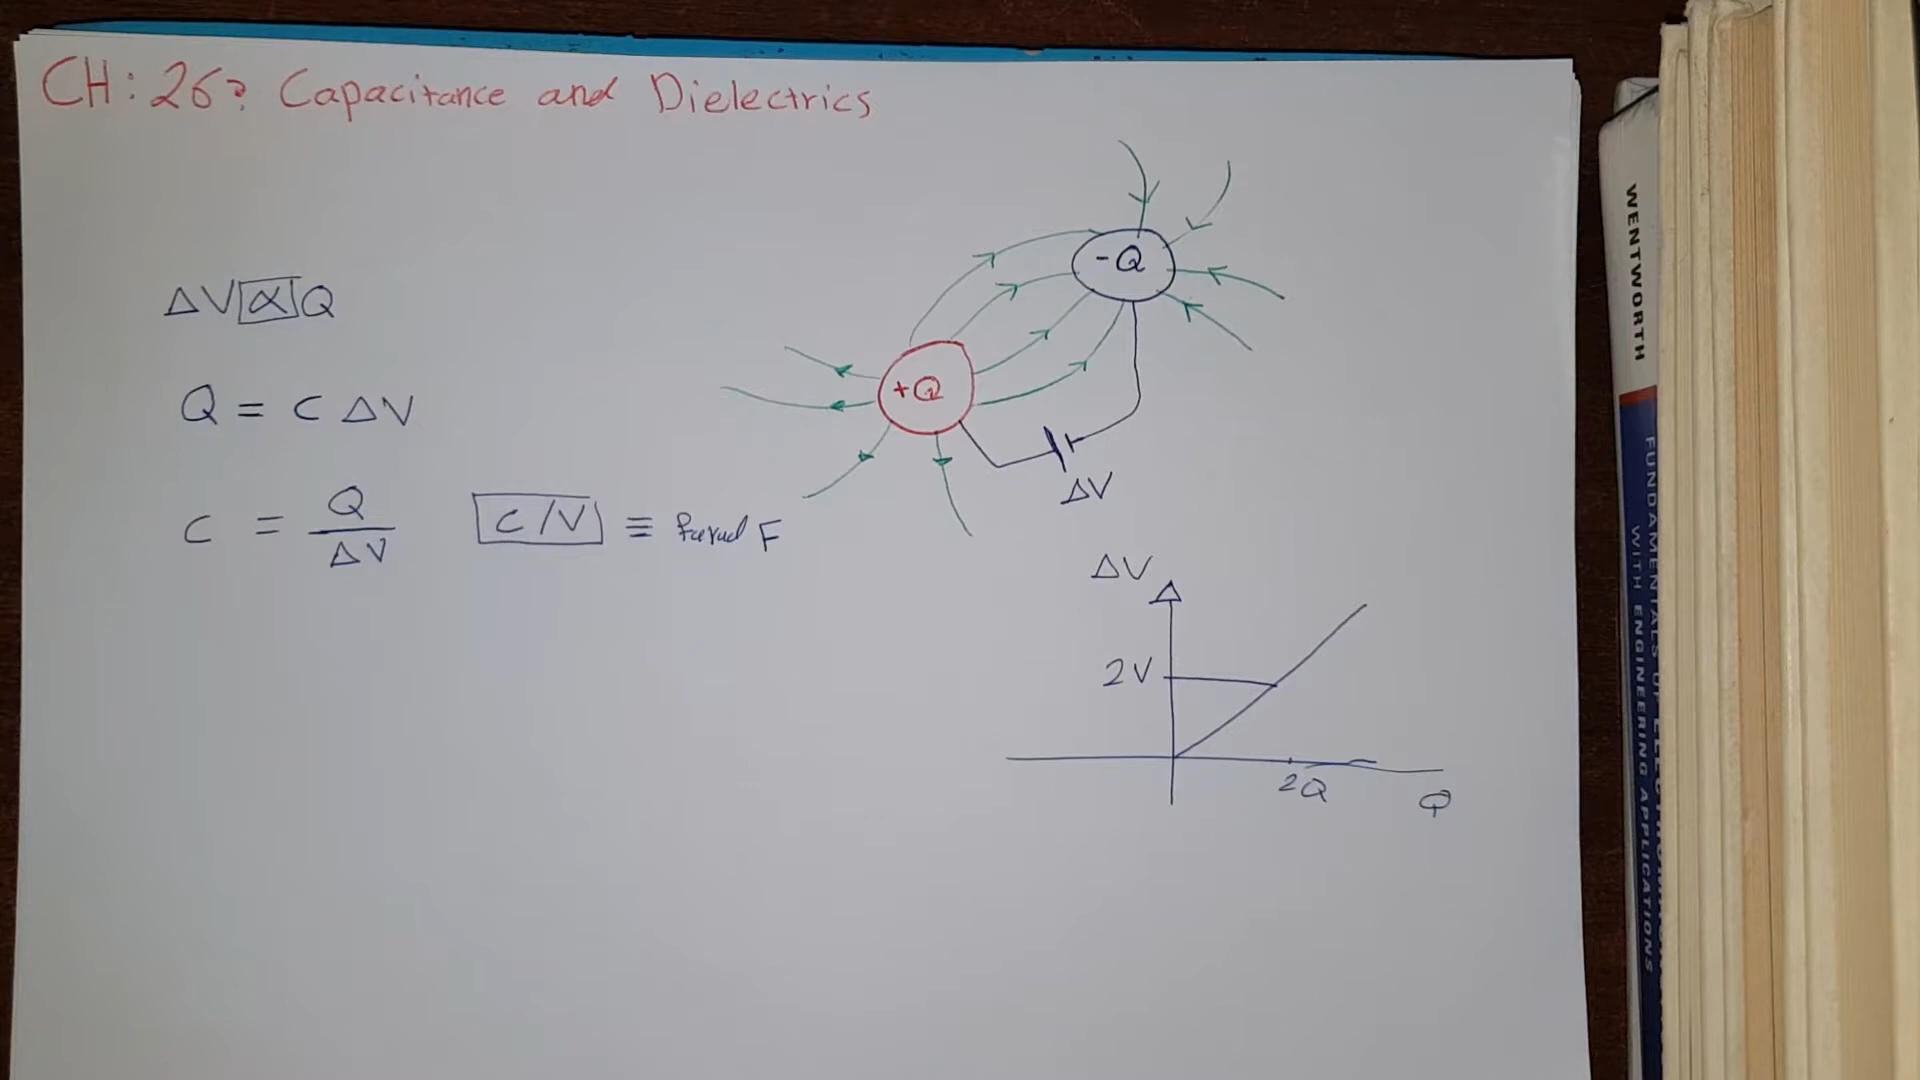 CH: 26: Capacitance and Dielectrics
ΔV α Q
Q = C ΔV
C = Q / ΔV   C/V ≡ farad F
-Q
+Q
ΔV
ΔV
2V
2Q
Q
WENTWORTH
FUNDAMENTALS OF ELECTROMAGN
WITH ENGINEERING APPLICATIONS